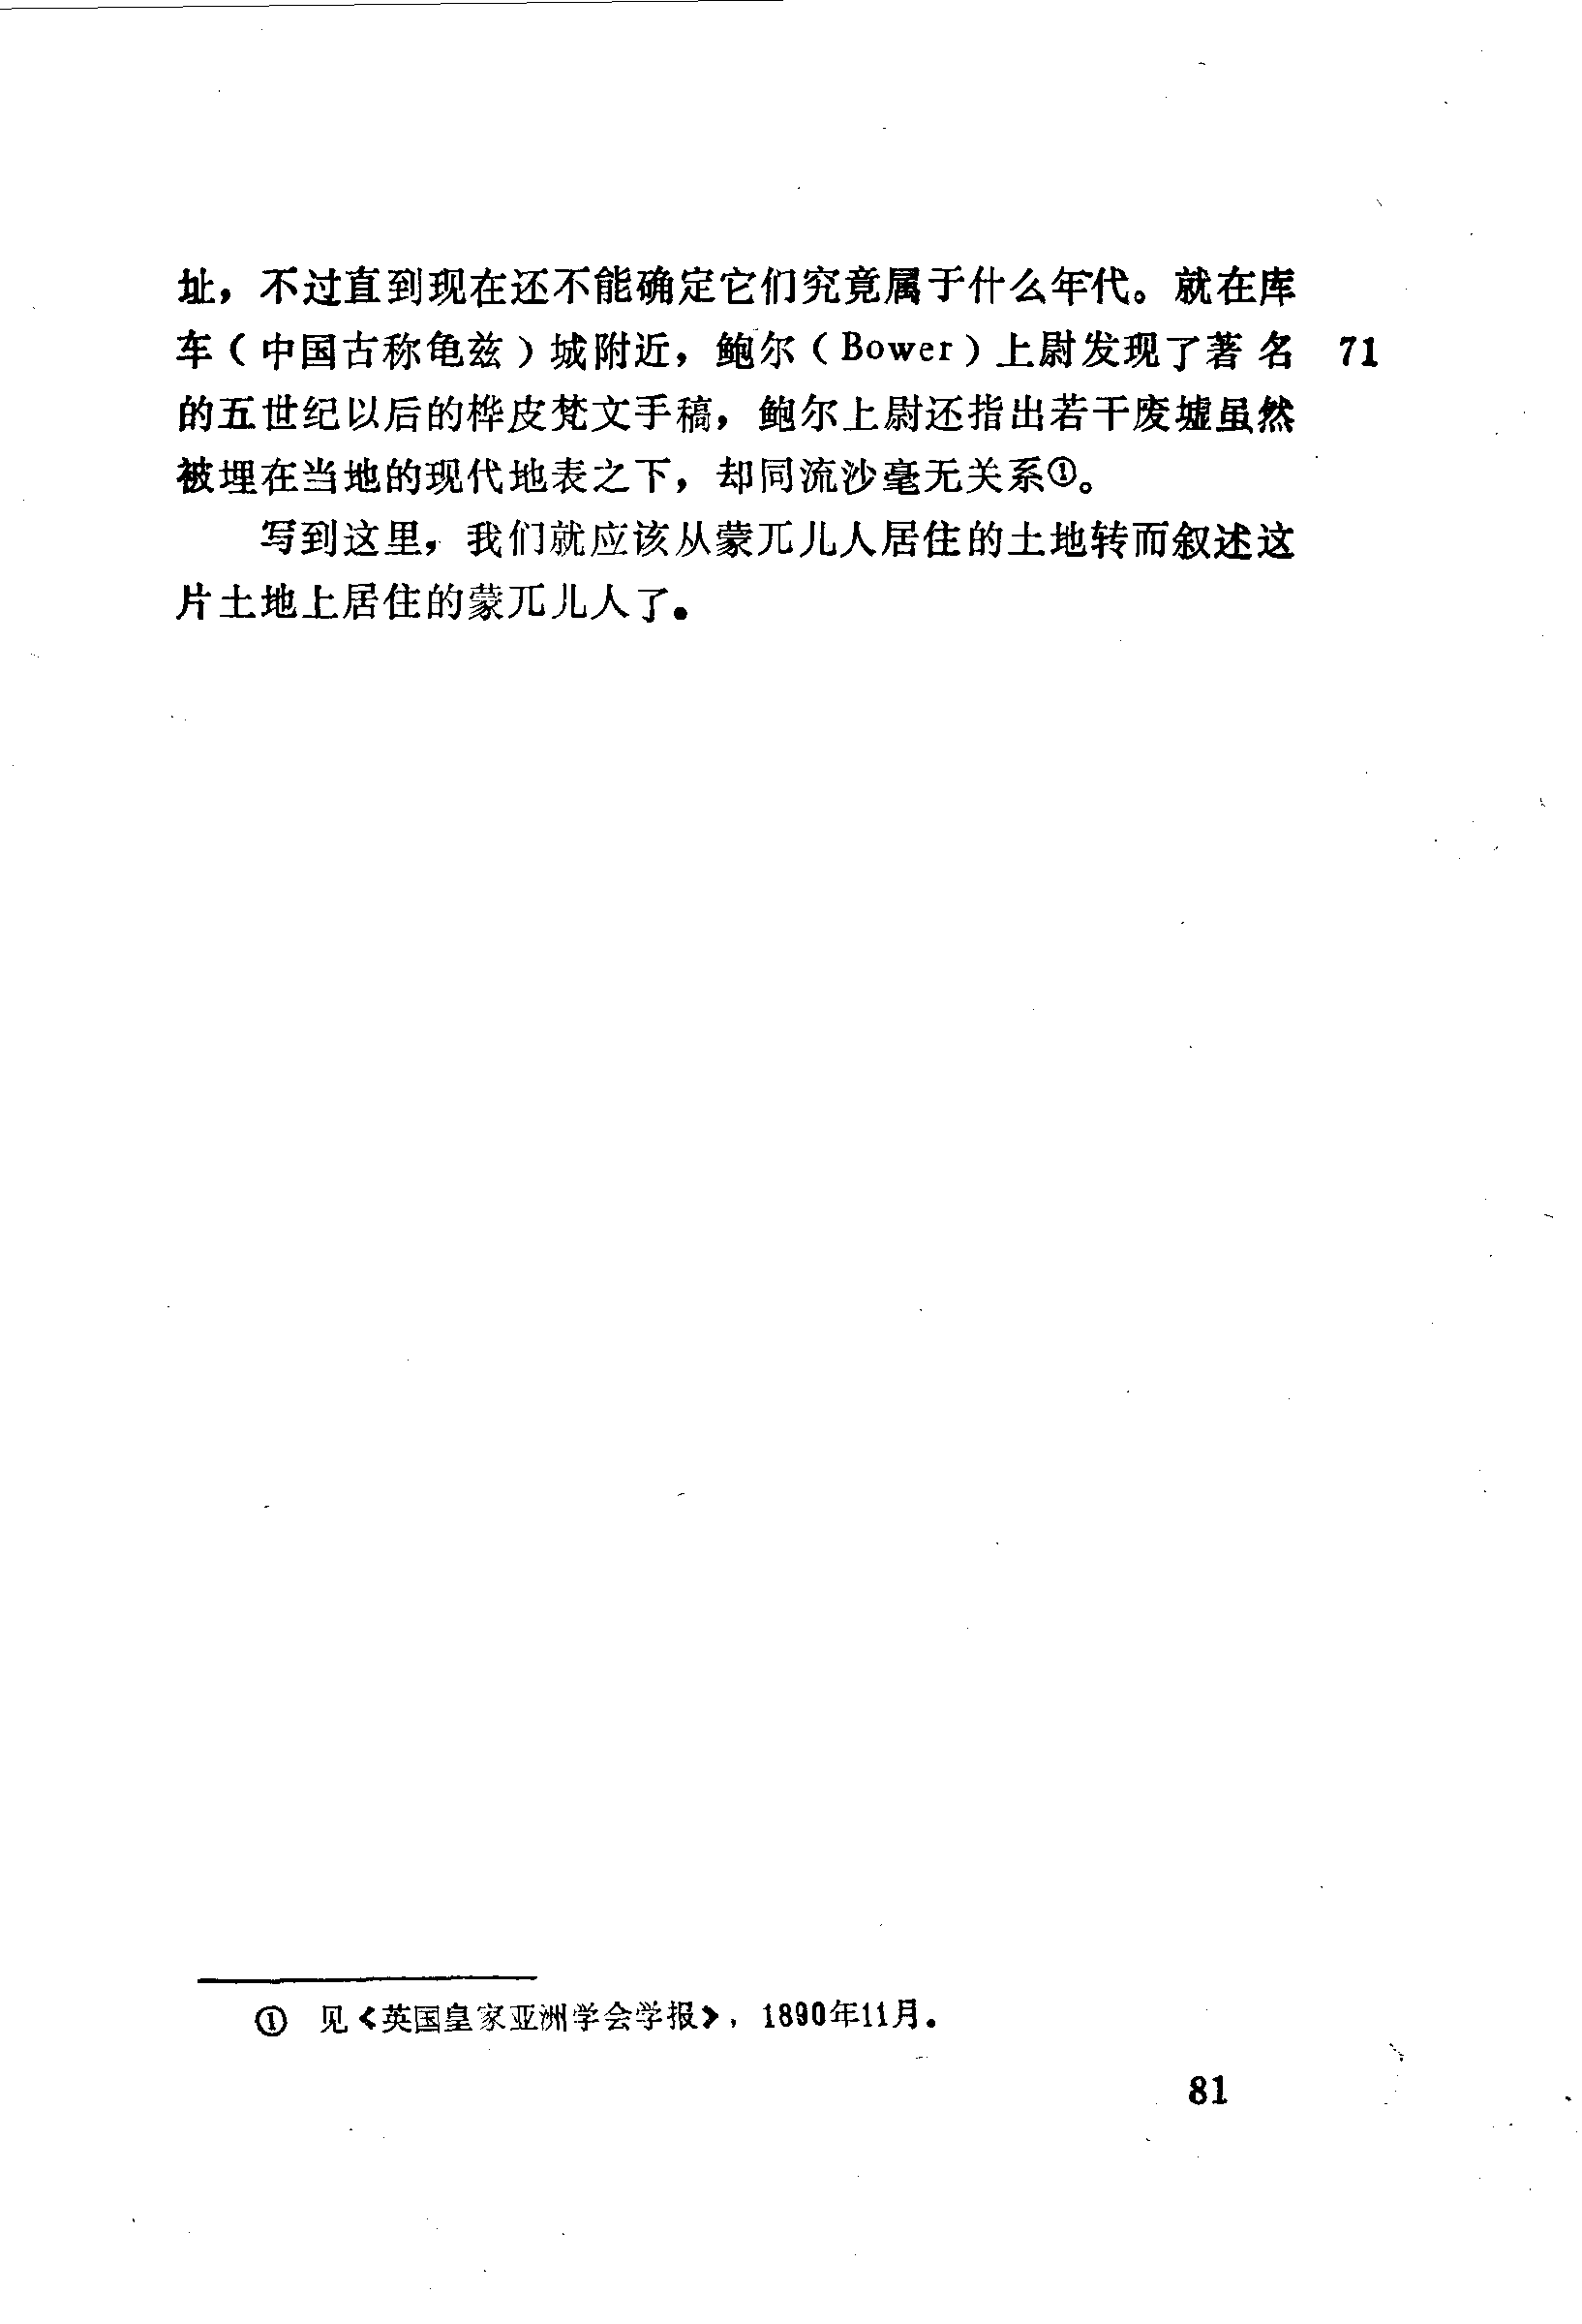 址，不过直到现在还不能确定它们究竟属于什么年代。就在库
车（中国古称龟兹）城附近，鲍尔（Bower）上尉发现了著名 71
的五世纪以后的桦皮梵文手稿，鲍尔上尉还指出若干废墟虽然
被埋在当地的现代地表之下，却同流沙毫无关系①。
写到这里，我们就应该从蒙兀儿人居住的土地转而叙述这
片土地上居住的蒙兀儿人了。
① 见《英国皇家亚洲学会学报》，1890年11月。
81